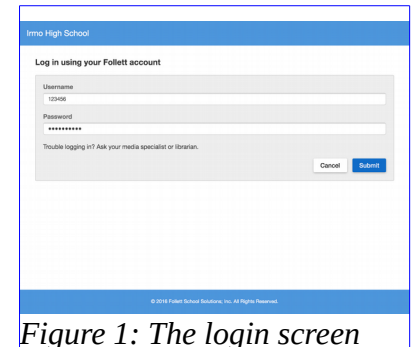 Irmo High School
Log in using your Follett account
Username
123456
Password
••••••••••
Trouble logging in? Ask your media specialist or librarian.
Cancel Submit
© 2018 Follett School Solutions, Inc. All Rights Reserved.
Figure 1: The login screen